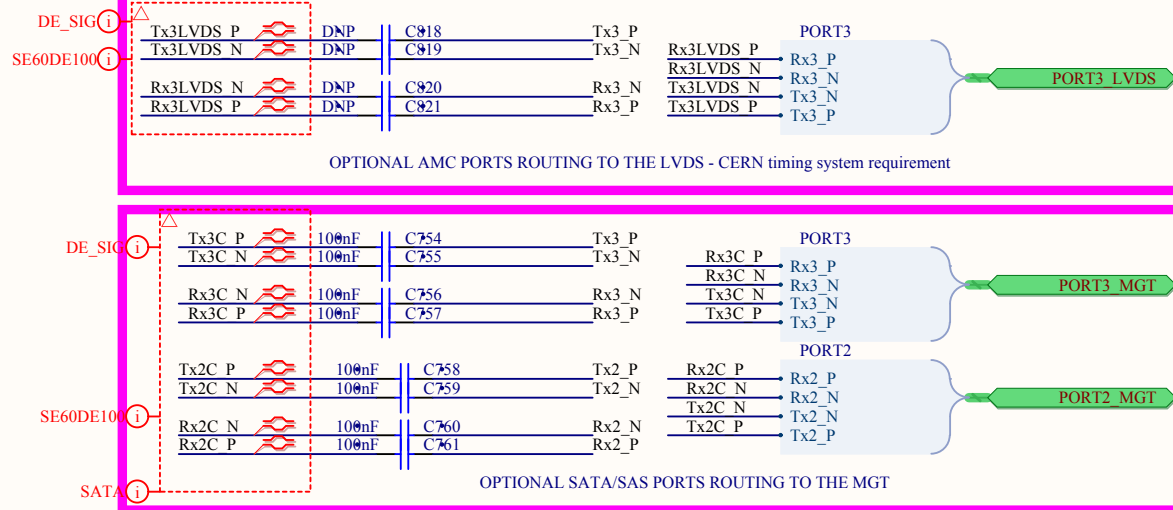 DE_SIG i
SE60DE100 i
Tx3LVDS_P DNP C818 Tx3_P
Tx3LVDS_N DNP C819 Tx3_N
Rx3LVDS_N DNP C820 Rx3_N
Rx3LVDS_P DNP C821 Rx3_P
PORT3
Rx3LVDS_P Rx3_P
Rx3LVDS_N Rx3_N
Tx3LVDS_N Tx3_N
Tx3LVDS_P Tx3_P
PORT3_LVDS
OPTIONAL AMC PORTS ROUTING TO THE LVDS - CERN timing system requirement
DE_SIG i
Tx3C_P 100nF C754 Tx3_P
Tx3C_N 100nF C755 Tx3_N
Rx3C_N 100nF C756 Rx3_N
Rx3C_P 100nF C757 Rx3_P
PORT3
Rx3C_P Rx3_P
Rx3C_N Rx3_N
Tx3C_N Tx3_N
Tx3C_P Tx3_P
PORT3_MGT
Tx2C_P 100nF C758 Tx2_P
Tx2C_N 100nF C759 Tx2_N
SE60DE100 i
Rx2C_N 100nF C760 Rx2_N
Rx2C_P 100nF C761 Rx2_P
PORT2
Rx2C_P Rx2_P
Rx2C_N Rx2_N
Tx2C_N Tx2_N
Tx2C_P Tx2_P
PORT2_MGT
SATA i
OPTIONAL SATA/SAS PORTS ROUTING TO THE MGT